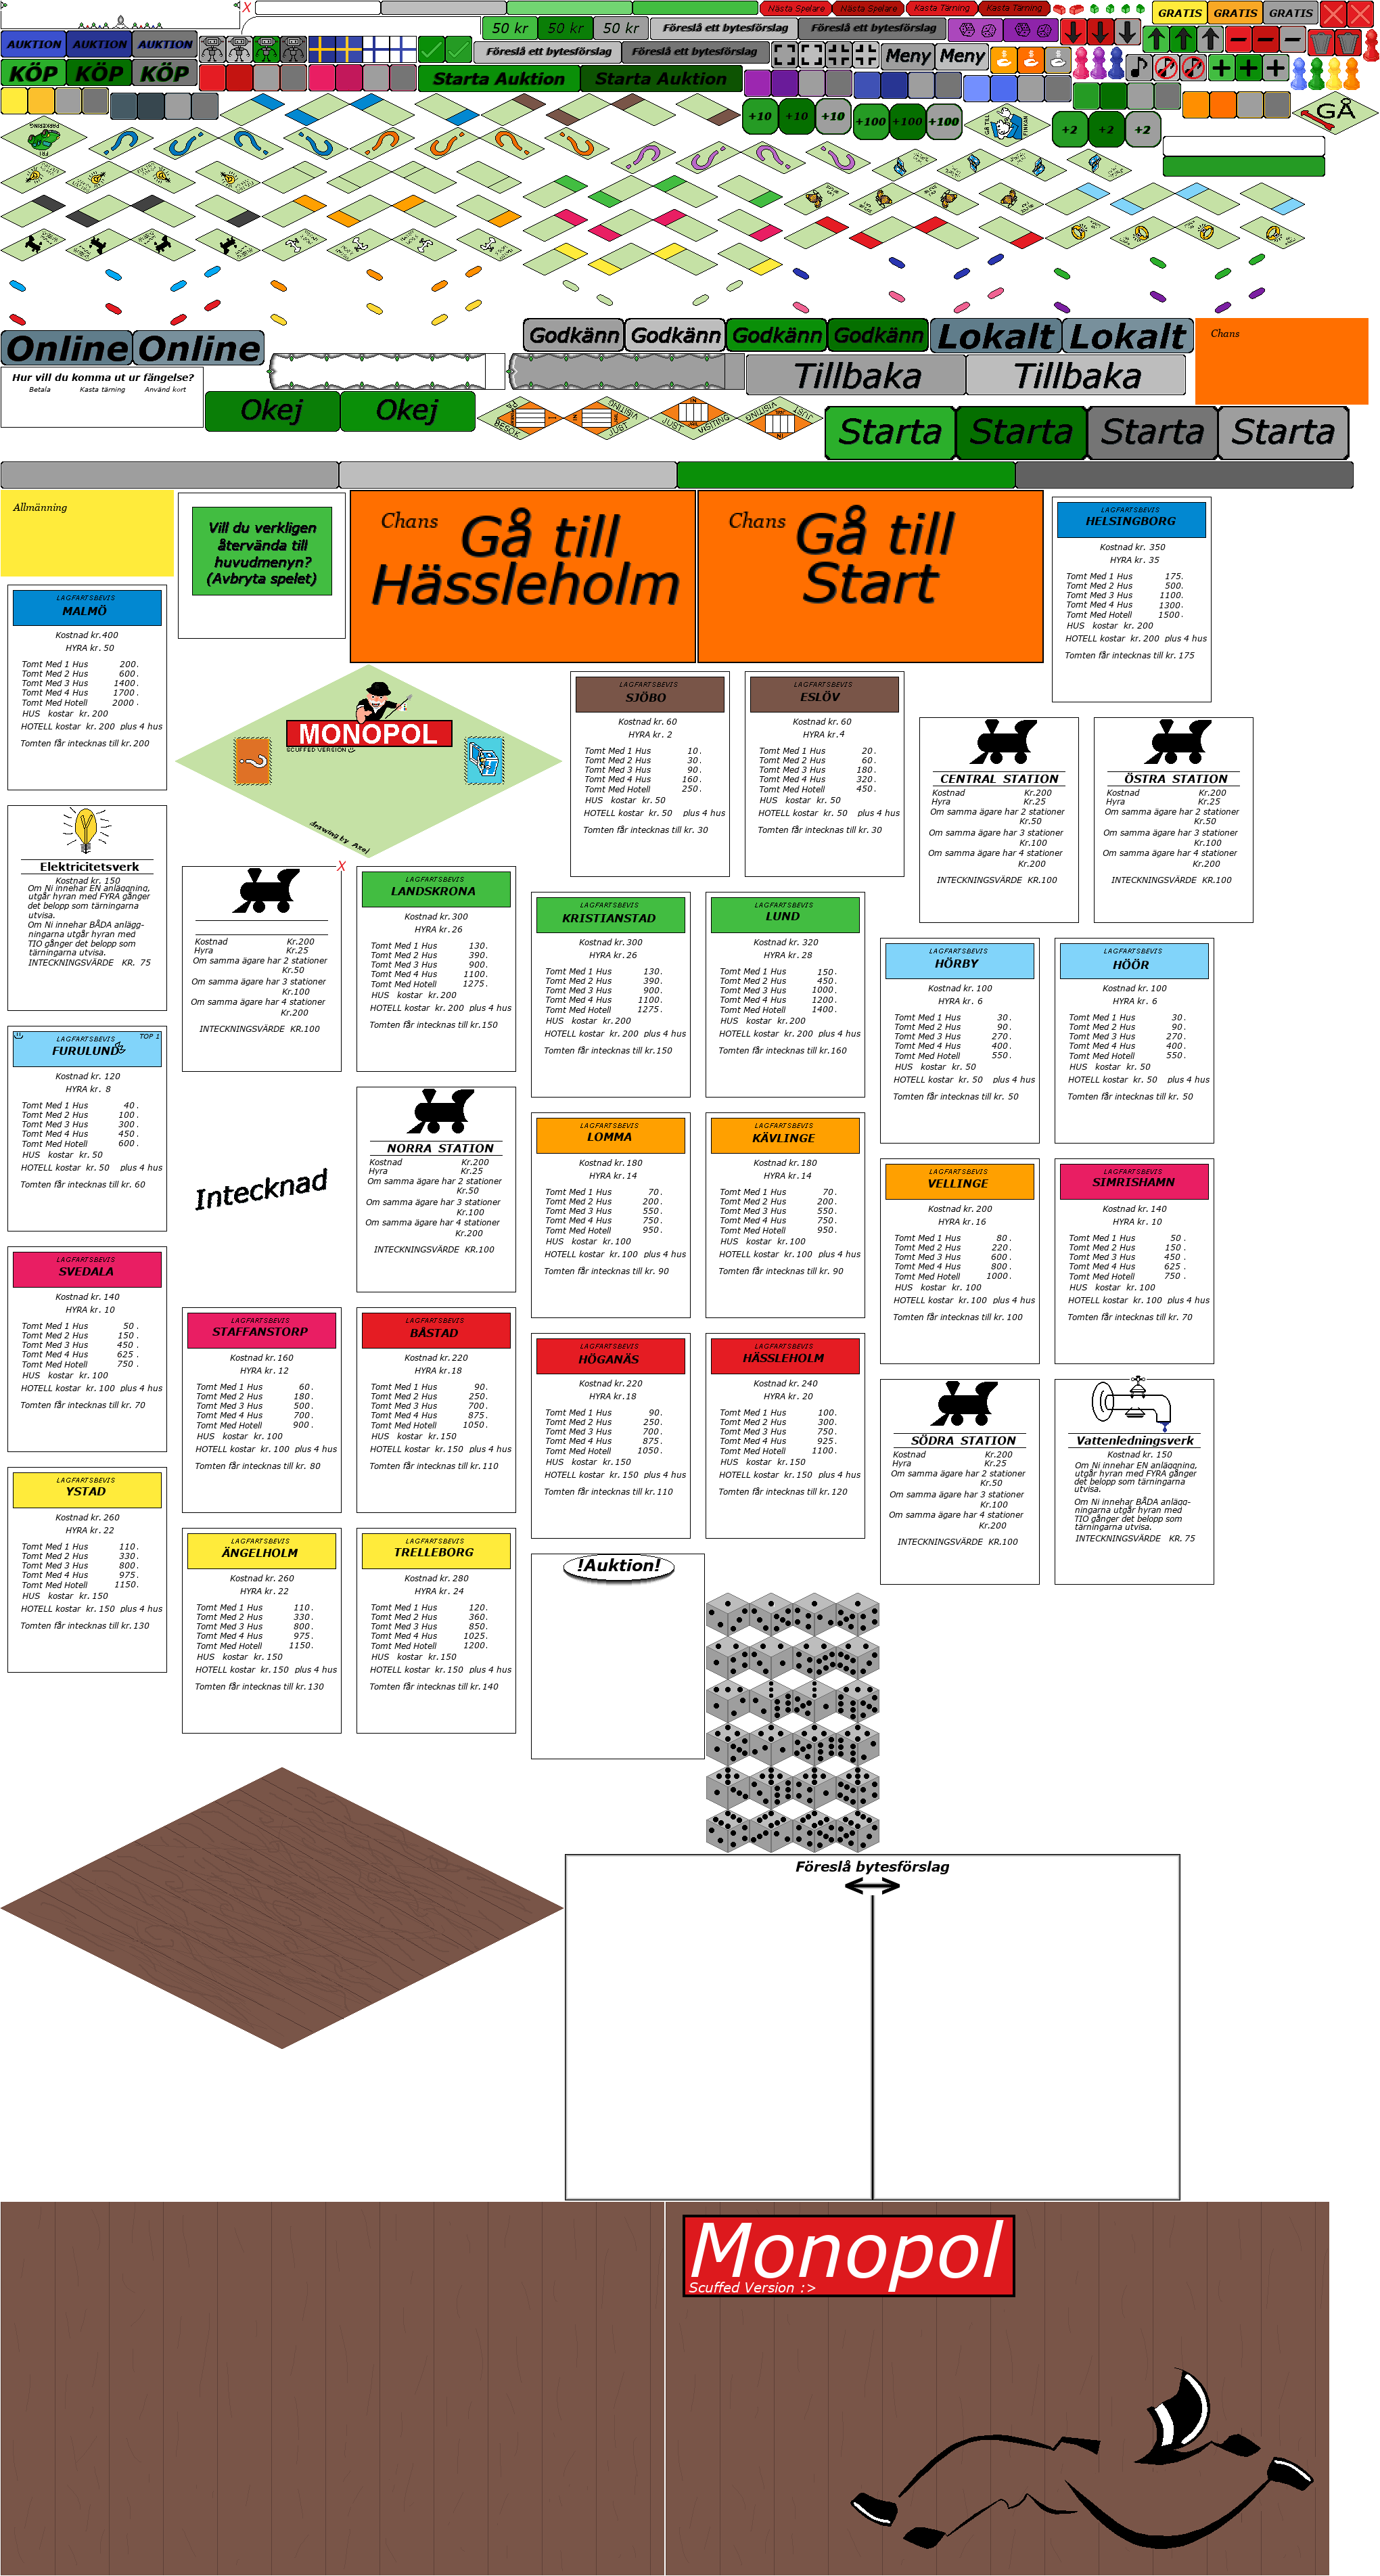 X
Nästa Spelare
Nästa Spelare
Kasta Tärning
Kasta Tärning
GRATIS
GRATIS
GRATIS
50 kr
50 kr
50 kr
Föreslå ett bytesförslag
Föreslå ett bytesförslag
AUKTION
AUKTION
AUKTION
Föreslå ett bytesförslag
Föreslå ett bytesförslag
Meny
Meny
KÖP
KÖP
KÖP
Starta Auktion
Starta Auktion
+10
+10
+10
+100
+100
+100
+2
+2
+2
GÅ
Online
Online
Godkänn
Godkänn
Godkänn
Godkänn
Lokalt
Lokalt
Chans
Hur vill du komma ut ur fängelse?
Betala
Kasta tärning
Använd kort
Tillbaka
Tillbaka
Okej
Okej
Starta
Starta
Starta
Starta
Allmänning
Vill du verkligen
återvända till
huvudmenyn?
(Avbryta spelet)
Chans
Gå till
Hässleholm
Chans
Gå till
Start
LAGFARTSBEVIS
HELSINGBORG
Kostnad kr. 350
HYRA kr. 35
Tomt Med 1 Hus 175.
Tomt Med 2 Hus 500.
Tomt Med 3 Hus 1100.
Tomt Med 4 Hus 1300.
Tomt Med Hotell 1500.
HUS kostar kr. 200
HOTELL kostar kr. 200 plus 4 hus
Tomten får intecknas till kr. 175
LAGFARTSBEVIS
MALMÖ
Kostnad kr.400
HYRA kr. 50
Tomt Med 1 Hus 200.
Tomt Med 2 Hus 600.
Tomt Med 3 Hus 1400.
Tomt Med 4 Hus 1700.
Tomt Med Hotell 2000.
HUS kostar kr. 200
HOTELL kostar kr. 200 plus 4 hus
Tomten får intecknas till kr.200
MONOPOL
SCUFFED VERSION
drawing by Axel
LAGFARTSBEVIS
SJÖBO
Kostnad kr. 60
HYRA kr. 2
Tomt Med 1 Hus 10.
Tomt Med 2 Hus 30.
Tomt Med 3 Hus 90.
Tomt Med 4 Hus 160.
Tomt Med Hotell 250.
HUS kostar kr. 50
HOTELL kostar kr. 50 plus 4 hus
Tomten får intecknas till kr. 30
LAGFARTSBEVIS
ESLÖV
Kostnad kr. 60
HYRA kr.4
Tomt Med 1 Hus 20.
Tomt Med 2 Hus 60.
Tomt Med 3 Hus 180.
Tomt Med 4 Hus 320.
Tomt Med Hotell 450.
HUS kostar kr. 50
HOTELL kostar kr. 50 plus 4 hus
Tomten får intecknas till kr. 30
CENTRAL STATION
Kostnad Kr.200
Hyra Kr.25
Om samma ägare har 2 stationer
Kr.50
Om samma ägare har 3 stationer
Kr.100
Om samma ägare har 4 stationer
Kr.200
INTECKNINGSVÄRDE KR.100
ÖSTRA STATION
Kostnad Kr.200
Hyra Kr.25
Om samma ägare har 2 stationer
Kr.50
Om samma ägare har 3 stationer
Kr.100
Om samma ägare har 4 stationer
Kr.200
INTECKNINGSVÄRDE KR.100
Elektricitetsverk
Kostnad kr. 150
Om Ni innehar EN anläggning,
utgår hyran med FYRA gånger
det belopp som tärningarna
utvisa.
Om Ni innehar BÅDA anlägg-
ningarna utgår hyran med
TIO gånger det belopp som
tärningarna utvisa.
INTECKNINGSVÄRDE KR. 75
X
Kostnad Kr.200
Hyra Kr.25
Om samma ägare har 2 stationer
Kr.50
Om samma ägare har 3 stationer
Kr.100
Om samma ägare har 4 stationer
Kr.200
INTECKNINGSVÄRDE KR.100
LAGFARTSBEVIS
LANDSKRONA
Kostnad kr.300
HYRA kr.26
Tomt Med 1 Hus 130.
Tomt Med 2 Hus 390.
Tomt Med 3 Hus 900.
Tomt Med 4 Hus 1100.
Tomt Med Hotell 1275.
HUS kostar kr.200
HOTELL kostar kr.200 plus 4 hus
Tomten får intecknas till kr.150
LAGFARTSBEVIS
KRISTIANSTAD
Kostnad kr.300
HYRA kr.26
Tomt Med 1 Hus 130.
Tomt Med 2 Hus 390.
Tomt Med 3 Hus 900.
Tomt Med 4 Hus 1100.
Tomt Med Hotell 1275.
HUS kostar kr.200
HOTELL kostar kr.200 plus 4 hus
Tomten får intecknas till kr.150
LAGFARTSBEVIS
LUND
Kostnad kr. 320
HYRA kr. 28
Tomt Med 1 Hus 150.
Tomt Med 2 Hus 450.
Tomt Med 3 Hus 1000.
Tomt Med 4 Hus 1200.
Tomt Med Hotell 1400.
HUS kostar kr.200
HOTELL kostar kr.200 plus 4 hus
Tomten får intecknas till kr.160
LAGFARTSBEVIS
HÖRBY
Kostnad kr.100
HYRA kr. 6
Tomt Med 1 Hus 30.
Tomt Med 2 Hus 90.
Tomt Med 3 Hus 270.
Tomt Med 4 Hus 400.
Tomt Med Hotell 550.
HUS kostar kr. 50
HOTELL kostar kr. 50 plus 4 hus
Tomten får intecknas till kr. 50
LAGFARTSBEVIS
HÖÖR
Kostnad kr.100
HYRA kr. 6
Tomt Med 1 Hus 30.
Tomt Med 2 Hus 90.
Tomt Med 3 Hus 270.
Tomt Med 4 Hus 400.
Tomt Med Hotell 550.
HUS kostar kr. 50
HOTELL kostar kr. 50 plus 4 hus
Tomten får intecknas till kr. 50
TOP 1
LAGFARTSBEVIS
FURULUND
Kostnad kr. 120
HYRA kr. 8
Tomt Med 1 Hus 40.
Tomt Med 2 Hus 100.
Tomt Med 3 Hus 300.
Tomt Med 4 Hus 450.
Tomt Med Hotell 600.
HUS kostar kr. 50
HOTELL kostar kr. 50 plus 4 hus
Tomten får intecknas till kr. 60
Intecknad
NORRA STATION
Kostnad Kr.200
Hyra Kr.25
Om samma ägare har 2 stationer
Kr.50
Om samma ägare har 3 stationer
Kr.100
Om samma ägare har 4 stationer
Kr.200
INTECKNINGSVÄRDE KR.100
LAGFARTSBEVIS
LOMMA
Kostnad kr.180
HYRA kr.14
Tomt Med 1 Hus 70.
Tomt Med 2 Hus 200.
Tomt Med 3 Hus 550.
Tomt Med 4 Hus 750.
Tomt Med Hotell 950.
HUS kostar kr.100
HOTELL kostar kr.100 plus 4 hus
Tomten får intecknas till kr. 90
LAGFARTSBEVIS
KÄVLINGE
Kostnad kr.180
HYRA kr.14
Tomt Med 1 Hus 70.
Tomt Med 2 Hus 200.
Tomt Med 3 Hus 550.
Tomt Med 4 Hus 750.
Tomt Med Hotell 950.
HUS kostar kr.100
HOTELL kostar kr.100 plus 4 hus
Tomten får intecknas till kr. 90
LAGFARTSBEVIS
VELLINGE
Kostnad kr. 200
HYRA kr.16
Tomt Med 1 Hus 80.
Tomt Med 2 Hus 220.
Tomt Med 3 Hus 600.
Tomt Med 4 Hus 800.
Tomt Med Hotell 1000.
HUS kostar kr. 100
HOTELL kostar kr.100 plus 4 hus
Tomten får intecknas till kr.100
LAGFARTSBEVIS
SIMRISHAMN
Kostnad kr. 140
HYRA kr. 10
Tomt Med 1 Hus 50.
Tomt Med 2 Hus 150.
Tomt Med 3 Hus 450.
Tomt Med 4 Hus 625.
Tomt Med Hotell 750.
HUS kostar kr. 100
HOTELL kostar kr.100 plus 4 hus
Tomten får intecknas till kr. 70
LAGFARTSBEVIS
SVEDALA
Kostnad kr. 140
HYRA kr. 10
Tomt Med 1 Hus 50.
Tomt Med 2 Hus 150.
Tomt Med 3 Hus 450.
Tomt Med 4 Hus 625.
Tomt Med Hotell 750.
HUS kostar kr. 100
HOTELL kostar kr.100 plus 4 hus
Tomten får intecknas till kr. 70
LAGFARTSBEVIS
STAFFANSTORP
Kostnad kr.160
HYRA kr.12
Tomt Med 1 Hus 60.
Tomt Med 2 Hus 180.
Tomt Med 3 Hus 500.
Tomt Med 4 Hus 700.
Tomt Med Hotell 900.
HUS kostar kr.100
HOTELL kostar kr.100 plus 4 hus
Tomten får intecknas till kr. 80
LAGFARTSBEVIS
BÅSTAD
Kostnad kr.220
HYRA kr.18
Tomt Med 1 Hus 90.
Tomt Med 2 Hus 250.
Tomt Med 3 Hus 700.
Tomt Med 4 Hus 875.
Tomt Med Hotell 1050.
HUS kostar kr.150
HOTELL kostar kr.150 plus 4 hus
Tomten får intecknas till kr.110
LAGFARTSBEVIS
HÖGANÄS
Kostnad kr.220
HYRA kr.18
Tomt Med 1 Hus 90.
Tomt Med 2 Hus 250.
Tomt Med 3 Hus 700.
Tomt Med 4 Hus 875.
Tomt Med Hotell 1050.
HUS kostar kr.150
HOTELL kostar kr.150 plus 4 hus
Tomten får intecknas till kr.110
LAGFARTSBEVIS
HÄSSLEHOLM
Kostnad kr. 240
HYRA kr. 20
Tomt Med 1 Hus 100.
Tomt Med 2 Hus 300.
Tomt Med 3 Hus 750.
Tomt Med 4 Hus 925.
Tomt Med Hotell 1100.
HUS kostar kr.150
HOTELL kostar kr.150 plus 4 hus
Tomten får intecknas till kr.120
SÖDRA STATION
Kostnad Kr.200
Hyra Kr.25
Om samma ägare har 2 stationer
Kr.50
Om samma ägare har 3 stationer
Kr.100
Om samma ägare har 4 stationer
Kr.200
INTECKNINGSVÄRDE KR.100
Vattenledningsverk
Kostnad kr. 150
Om Ni innehar EN anläggning,
utgår hyran med FYRA gånger
det belopp som tärningarna
utvisa.
Om Ni innehar BÅDA anlägg-
ningarna utgår hyran med
TIO gånger det belopp som
tärningarna utvisa.
INTECKNINGSVÄRDE KR. 75
LAGFARTSBEVIS
YSTAD
Kostnad kr.260
HYRA kr. 22
Tomt Med 1 Hus 110.
Tomt Med 2 Hus 330.
Tomt Med 3 Hus 800.
Tomt Med 4 Hus 975.
Tomt Med Hotell 1150.
HUS kostar kr.150
HOTELL kostar kr.150 plus 4 hus
Tomten får intecknas till kr.130
LAGFARTSBEVIS
ÄNGELHOLM
Kostnad kr.260
HYRA kr. 22
Tomt Med 1 Hus 110.
Tomt Med 2 Hus 330.
Tomt Med 3 Hus 800.
Tomt Med 4 Hus 975.
Tomt Med Hotell 1150.
HUS kostar kr.150
HOTELL kostar kr.150 plus 4 hus
Tomten får intecknas till kr.130
LAGFARTSBEVIS
TRELLEBORG
Kostnad kr. 280
HYRA kr. 24
Tomt Med 1 Hus 120.
Tomt Med 2 Hus 360.
Tomt Med 3 Hus 850.
Tomt Med 4 Hus 1025.
Tomt Med Hotell 1200.
HUS kostar kr.150
HOTELL kostar kr.150 plus 4 hus
Tomten får intecknas till kr.140
!Auktion!
Föreslå bytesförslag
Monopol
Scuffed Version :>